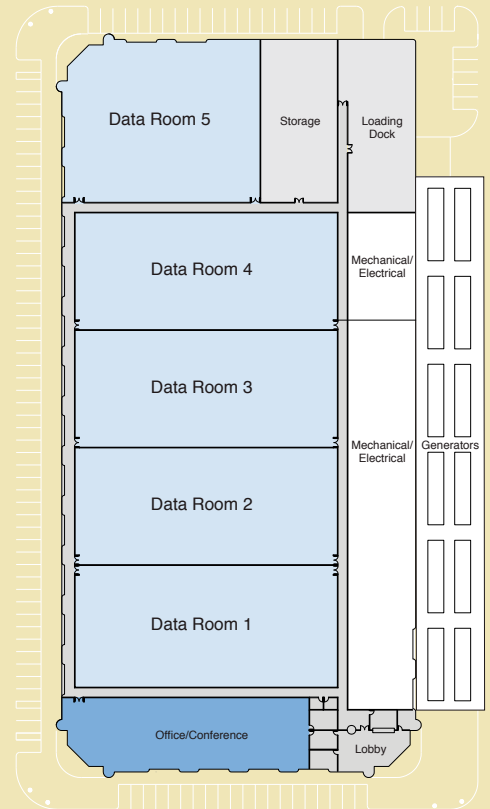 Data Room 5
Storage
Loading
Dock
Data Room 4
Mechanical/
Electrical
Data Room 3
Mechanical/
Electrical
Generators
Data Room 2
Data Room 1
Office/Conference
Lobby